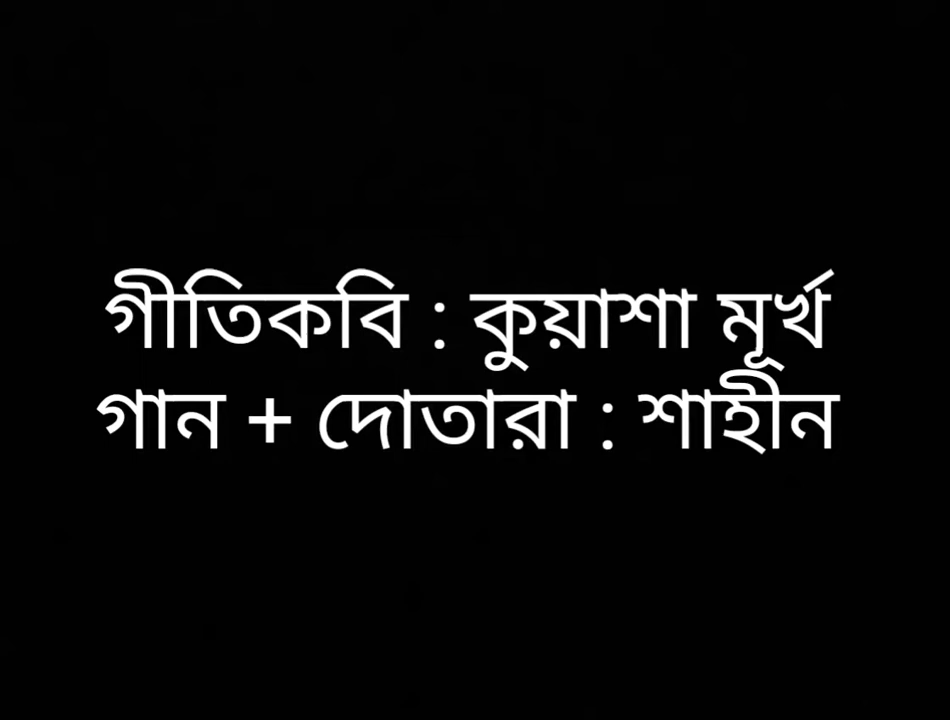 গীতিকবি : কুয়াশা মূর্খ
গান + দোতারা : শাহীন